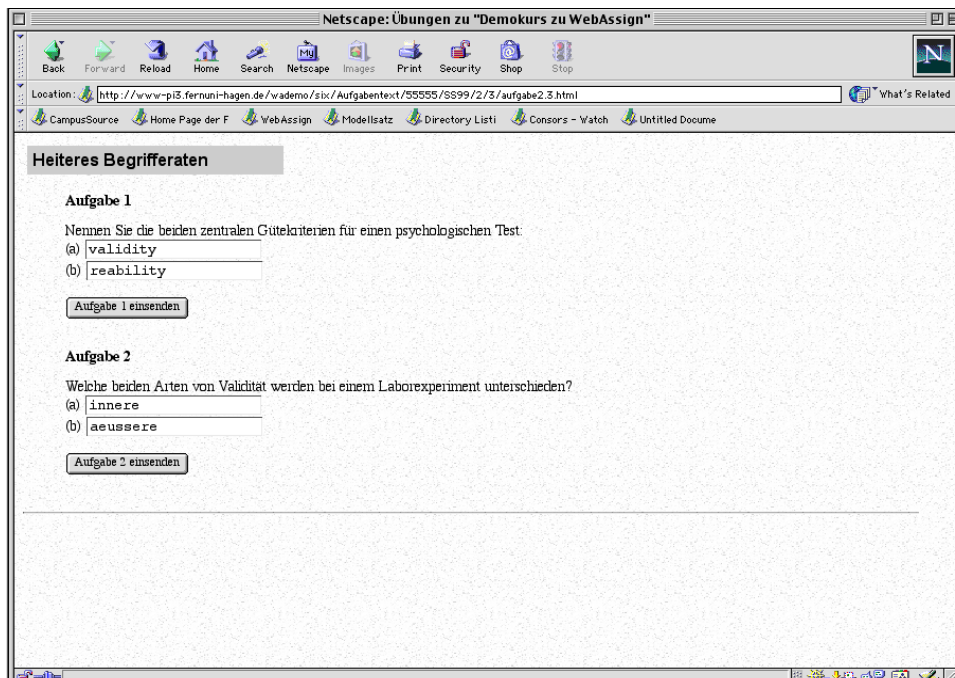 Netscape: Übungen zu "Demokurs zu WebAssign"
Back Forward Reload Home Search Netscape Images Print Security Shop Stop
N
Location: http://www-pi3.fernuni-hagen.de/wademo/six/Aufgabentext/55555/SS99/2/3/aufgabe2.3.html What's Related
CampusSource Home Page der F WebAssign Modellsatz Directory Listi Consors - Watch Untitled Docume
Heiteres Begrifferaten
Aufgabe 1
Nennen Sie die beiden zentralen Gütekriterien für einen psychologischen Test:
(a) validity
(b) reability
Aufgabe 1 einsenden
Aufgabe 2
Welche beiden Arten von Validität werden bei einem Laborexperiment unterschieden?
(a) innere
(b) aeussere
Aufgabe 2 einsenden